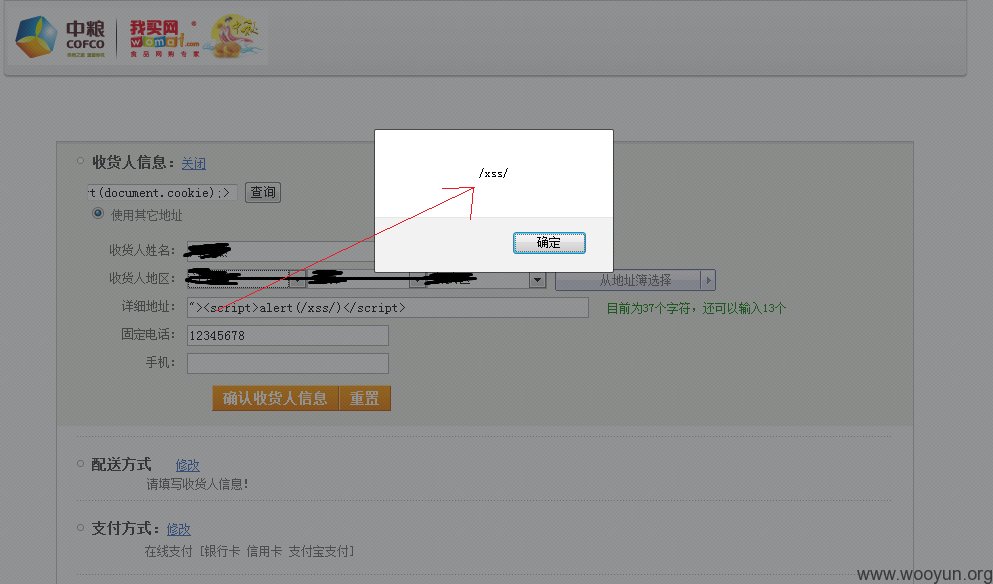 中粮
COFCO
我买网
womai.com
食品网购专家
收货人信息：关闭
rt(document.cookie);> 查询
使用其它地址
收货人姓名：
收货人地区： 从地址簿选择
详细地址： "><script>alert(/xss/)</script> 目前为37个字符，还可以输入13个
固定电话： 12345678
手机：
确认收货人信息 重置
/xss/
确定
配送方式 修改
请填写收货人信息！
支付方式：修改
在线支付 [银行卡 信用卡 支付宝支付]
www.wooyun.org